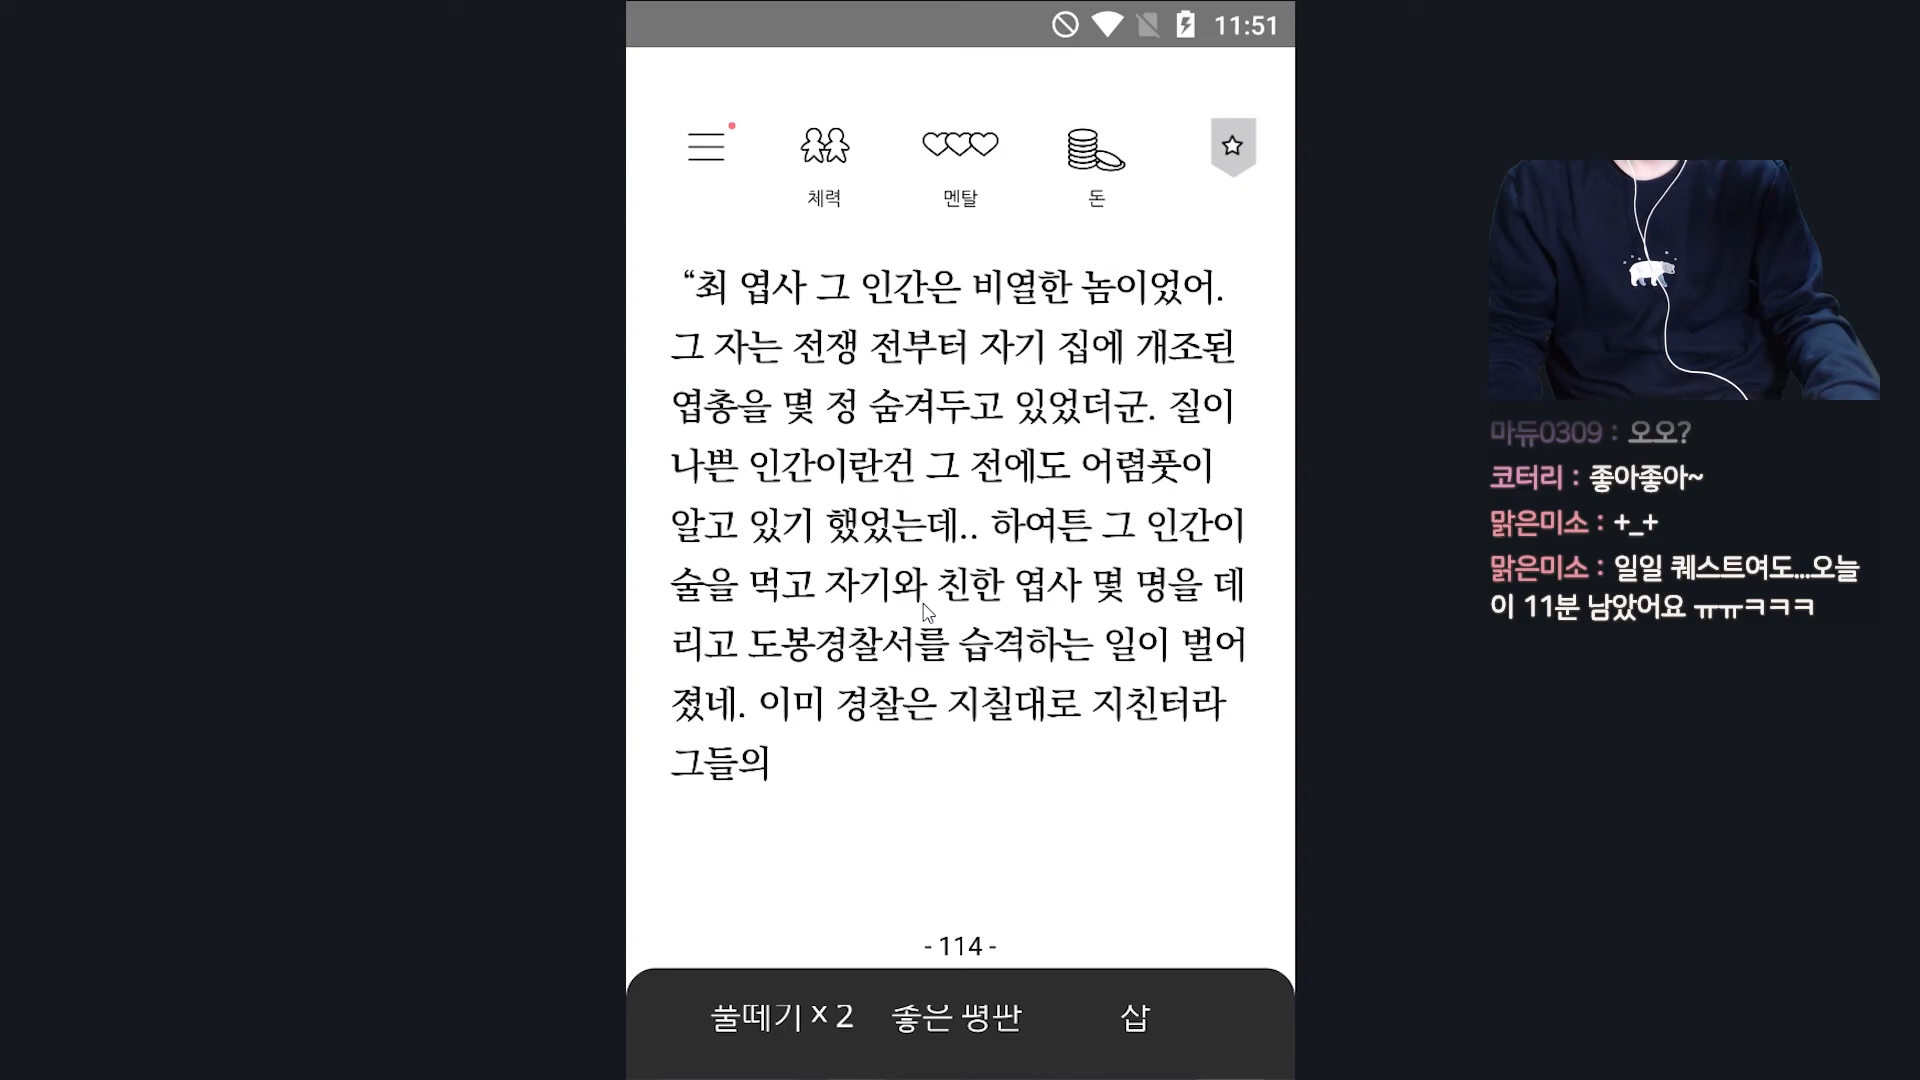 11:51
체력
멘탈
돈
“최 엽사 그 인간은 비열한 놈이었어.
그 자는 전쟁 전부터 자기 집에 개조된
엽총을 몇 정 숨겨두고 있었더군. 질이
나쁜 인간이란건 그 전에도 어렴풋이
알고 있기 했었는데.. 하여튼 그 인간이
술을 먹고 자기와 친한 엽사 몇 명을 데
리고 도봉경찰서를 습격하는 일이 벌어
졌네. 이미 경찰은 지칠대로 지친터라
그들의
- 114 -
풀떼기 x 2
좋은 평판
삽
마듀0309 : 오오?
코터리 : 좋아좋아~
맑은미소 : +_+
맑은미소 : 일일 퀘스트여도...오늘
이 11분 남았어요 ㅠㅠㅋㅋㅋ